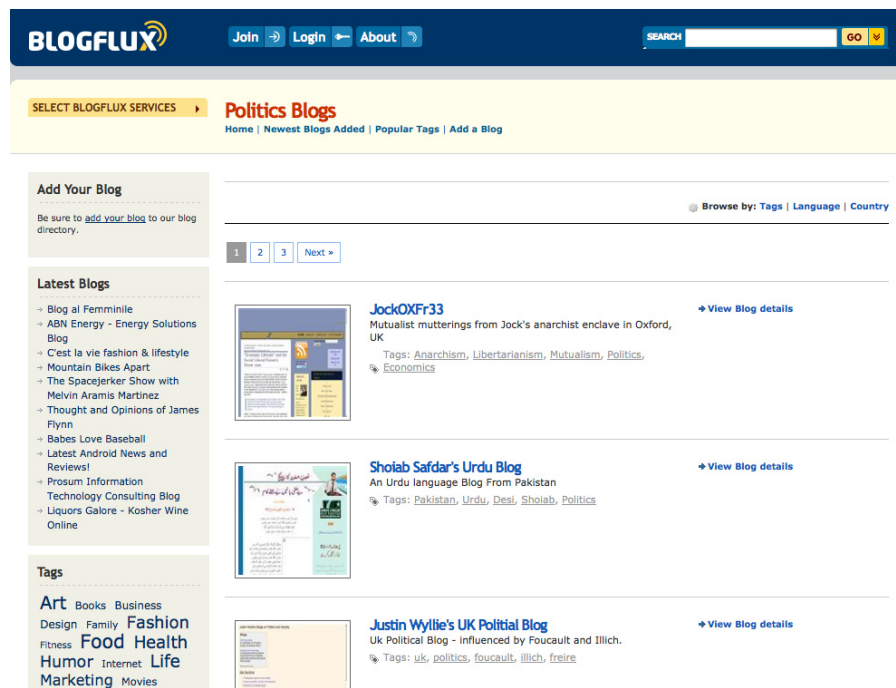 BLOGFLUX
Join Login About
SEARCH GO
SELECT BLOGFLUX SERVICES
Politics Blogs
Home | Newest Blogs Added | Popular Tags | Add a Blog
Add Your Blog
Be sure to add your blog to our blog
directory.
Latest Blogs
Blog al Femminile
ABN Energy - Energy Solutions
Blog
C'est la vie fashion & lifestyle
Mountain Bikes Apart
The Spacejerker Show with
Melvin Aramis Martinez
Thought and Opinions of James
Flynn
Babes Love Baseball
Latest Android News and
Reviews!
Prosum Information
Technology Consulting Blog
Liquors Galore - Kosher Wine
Online
Tags
Art Books Business
Design Family Fashion
Fitness Food Health
Humor Internet Life
Marketing Movies
Browse by: Tags | Language | Country
1 2 3 Next »
JockOXFr33
Mutualist mutterings from Jock's anarchist enclave in Oxford,
UK
Tags: Anarchism, Libertarianism, Mutualism, Politics,
Economics
View Blog details
Shoiab Safdar's Urdu Blog
An Urdu language Blog From Pakistan
Tags: Pakistan, Urdu, Desi, Shoiab, Politics
View Blog details
Justin Wyllie's UK Politial Blog
Uk Political Blog - influenced by Foucault and Illich.
Tags: uk, politics, foucault, illich, freire
View Blog details